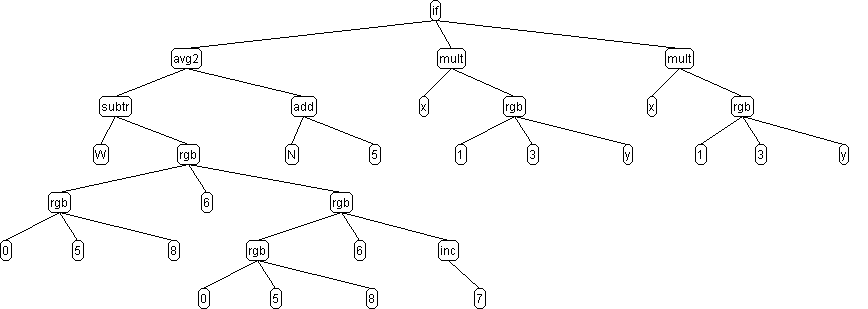 if
avg2 mult mult
subtr add x rgb x rgb
W rgb N 5 1 3 y 1 3 y
rgb 6 rgb
0 5 8 rgb 6 inc
0 5 8 7